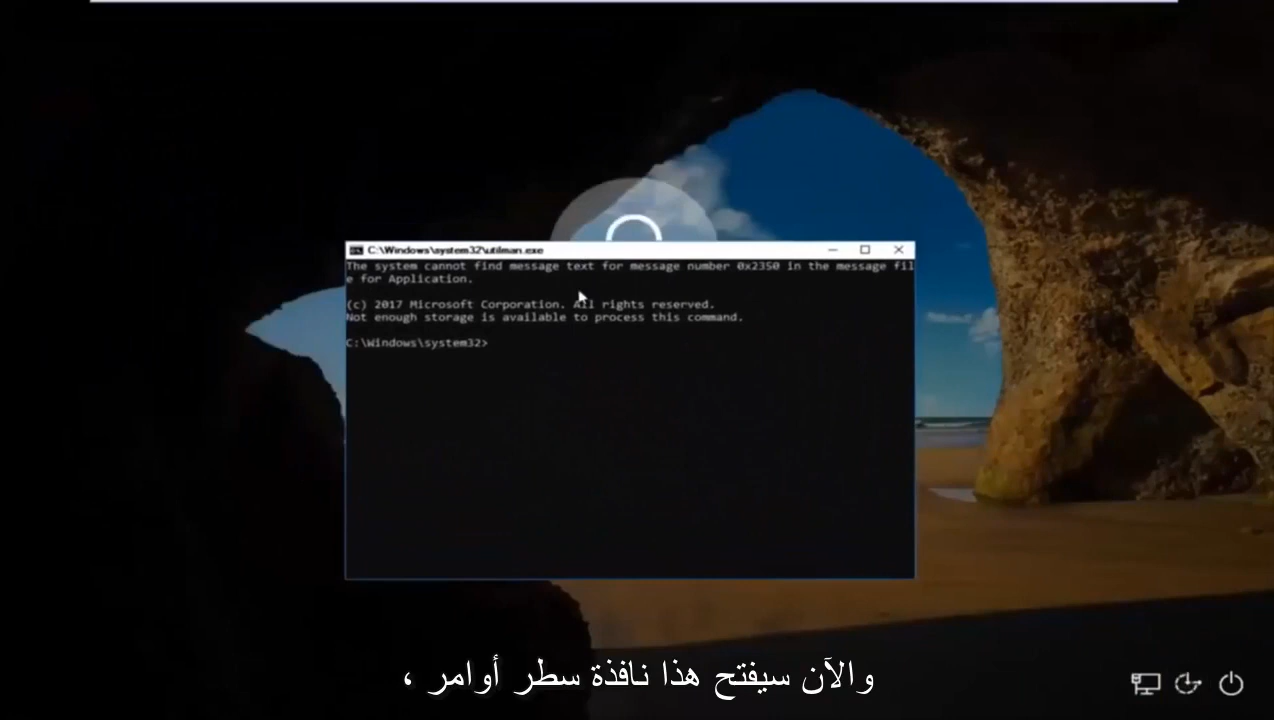 C:\Windows\system32\utilman.exe
The system cannot find message text for message number 0x2350 in the message fil
e for Application.
(c) 2017 Microsoft Corporation. All rights reserved.
Not enough storage is available to process this command.
C:\Windows\system32>
والآن سيفتح هذا نافذة سطر أوامر ،